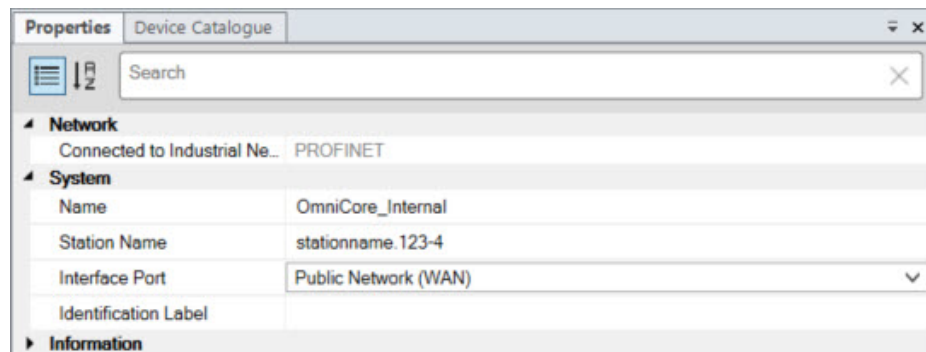 Properties Device Catalogue
Search
Network
Connected to Industrial Ne... PROFINET
System
Name OmniCore_Internal
Station Name stationname.123-4
Interface Port Public Network (WAN)
Identification Label
Information